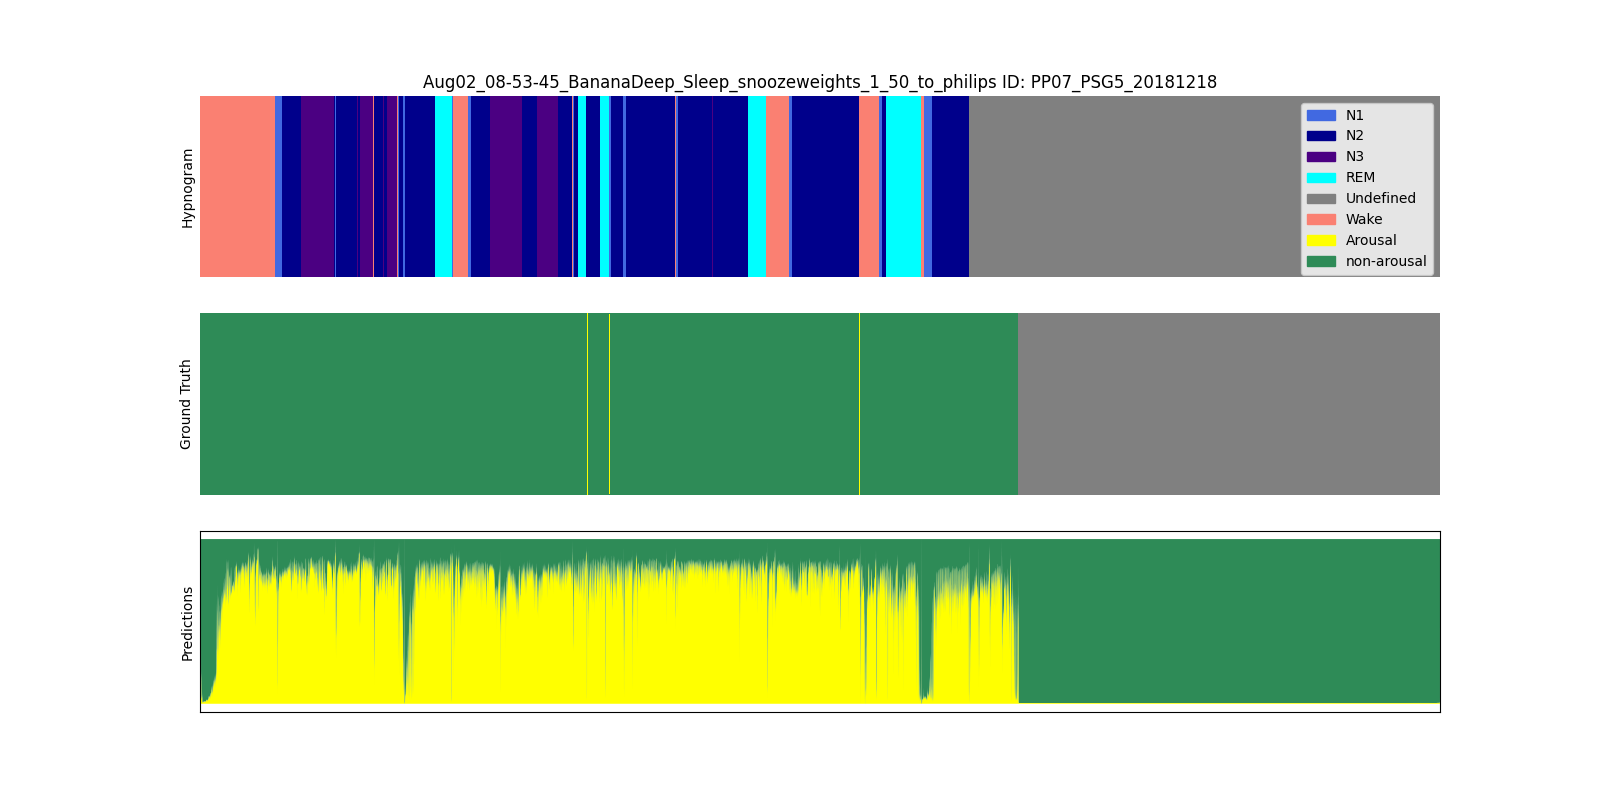 Aug02_08-53-45_BananaDeep_Sleep_snoozeweights_1_50_to_philips ID: PP07_PSG5_20181218
Hypnogram
N1
N2
N3
REM
Undefined
Wake
Arousal
non-arousal
Ground Truth
Predictions